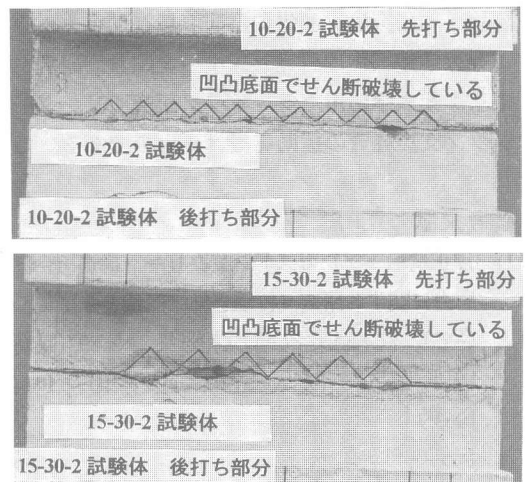 10-20-2 試験体 先打ち部分
凹凸底面でせん断破壊している
10-20-2 試験体
10-20-2 試験体 後打ち部分
15-30-2 試験体 先打ち部分
凹凸底面でせん断破壊している
15-30-2 試験体
15-30-2 試験体 後打ち部分